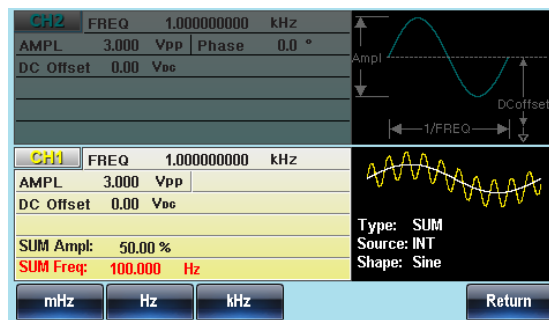 CH2 FREQ 1.000000000 kHz
AMPL 3.000 Vpp Phase 0.0 °
DC Offset 0.00 VDC
Ampl
DCoffset
1/FREQ
CH1 FREQ 1.000000000 kHz
AMPL 3.000 Vpp
DC Offset 0.00 VDC
SUM Ampl: 50.00 %
SUM Freq: 100.000 Hz
Type: SUM
Source: INT
Shape: Sine
mHz Hz kHz Return